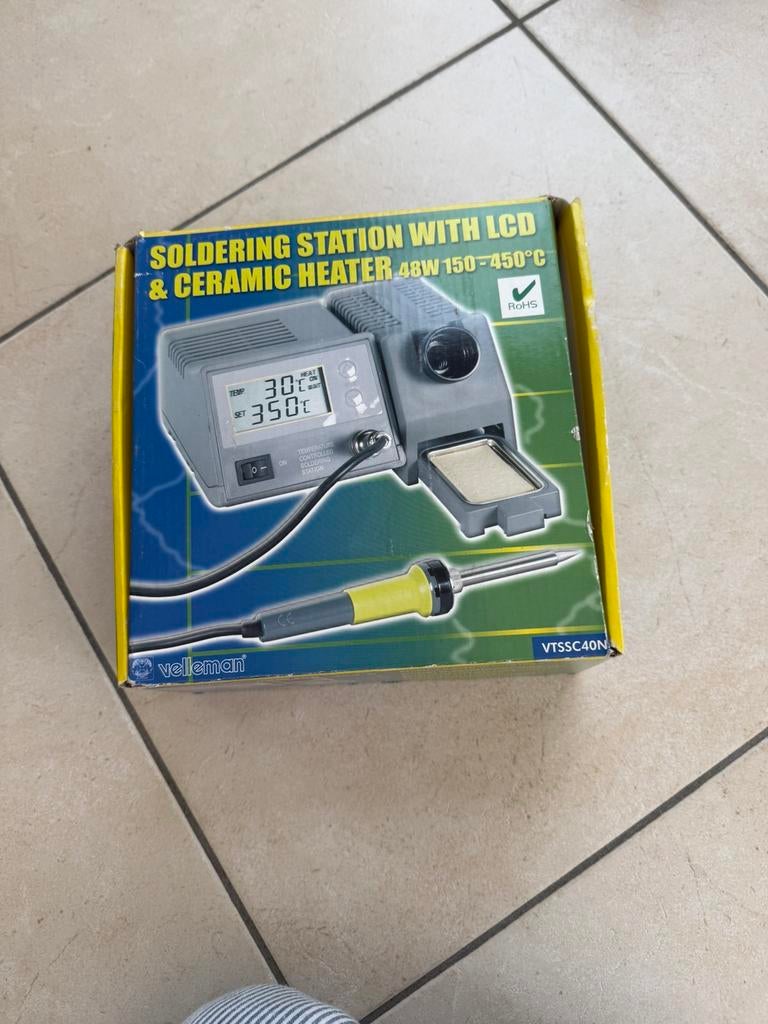 SOLDERING STATION WITH LCD
& CERAMIC HEATER 48W 150 - 450°C
RoHS
HEAT
TEMP. 30°C ON
WAIT
SET 350°C
ON
TEMPERATURE
CONTROLLED
SOLDERING
STATION
CE
velleman®
VTSSC40N